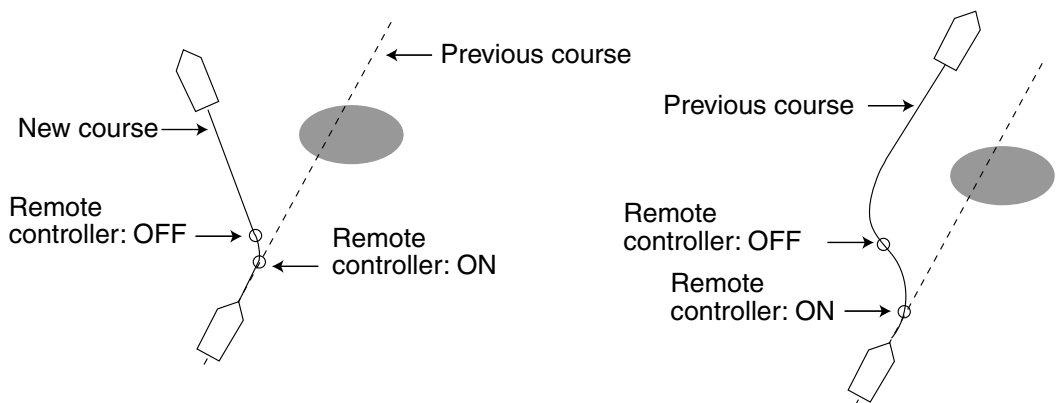 Previous course
New course
Remote
controller: OFF
Remote
controller: ON
Previous course
Remote
controller: OFF
Remote
controller: ON